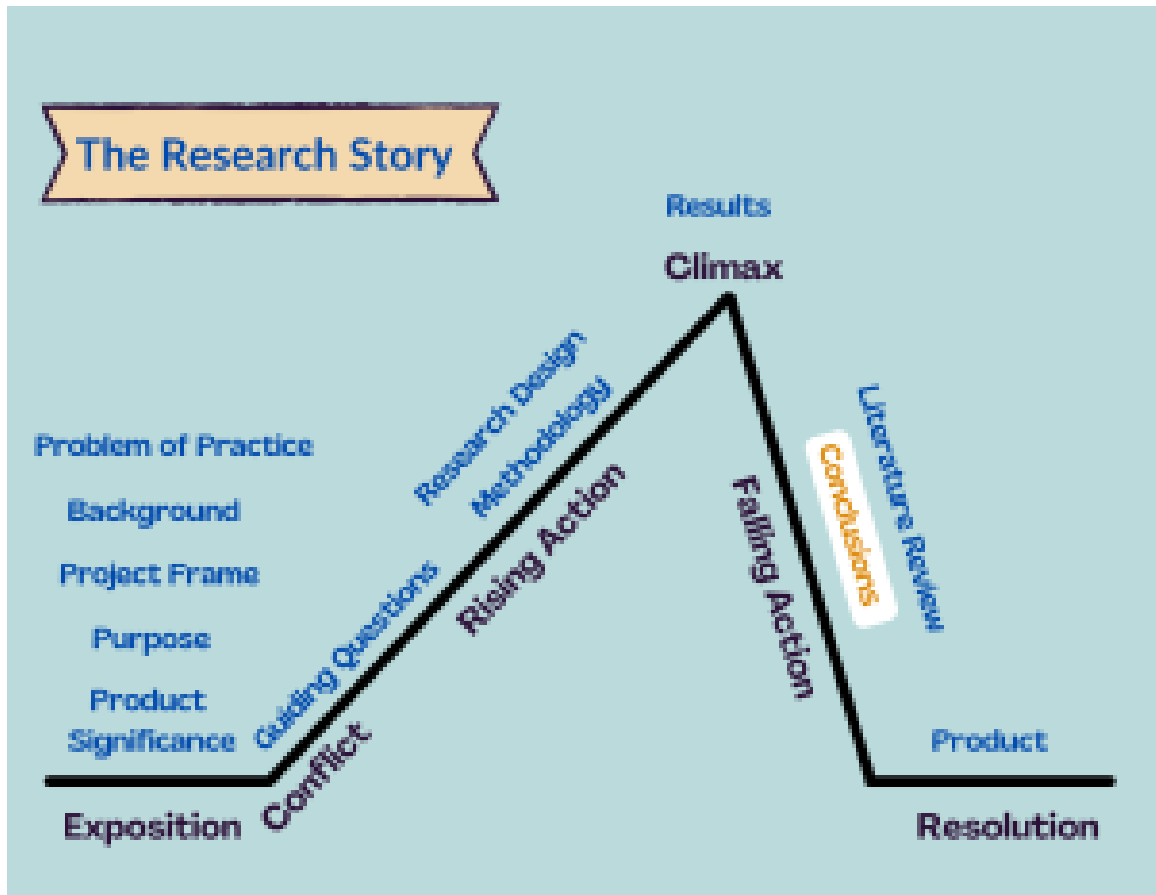 The Research Story
Results
Climax
Research Design
Methodology
Rising Action
Problem of Practice
Background
Project Frame
Purpose
Product
Significance
Guiding Questions
Conflict
Exposition
Literature Review
Conclusions
Falling Action
Product
Resolution